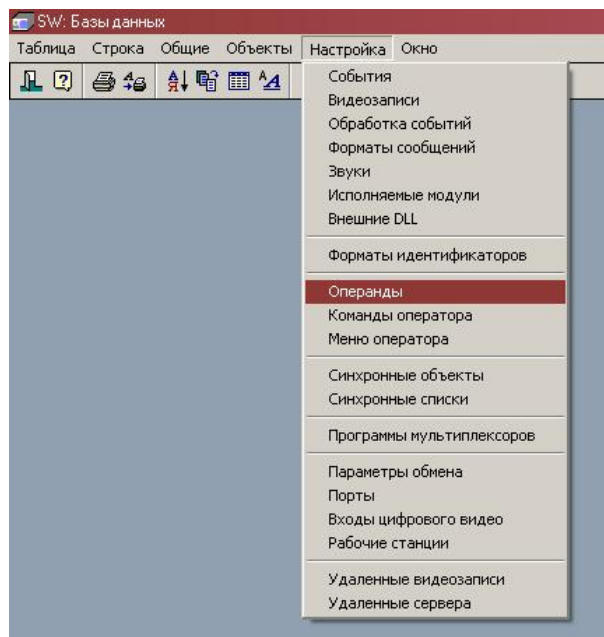 SW: Базы данных
Таблица Строка Общие Объекты Настройка Окно
События
Видеозаписи
Обработка событий
Форматы сообщений
Звуки
Исполняемые модули
Внешние DLL
Форматы идентификаторов
Операнды
Команды оператора
Меню оператора
Синхронные объекты
Синхронные списки
Программы мультиплексоров
Параметры обмена
Порты
Входы цифрового видео
Рабочие станции
Удаленные видеозаписи
Удаленные сервера